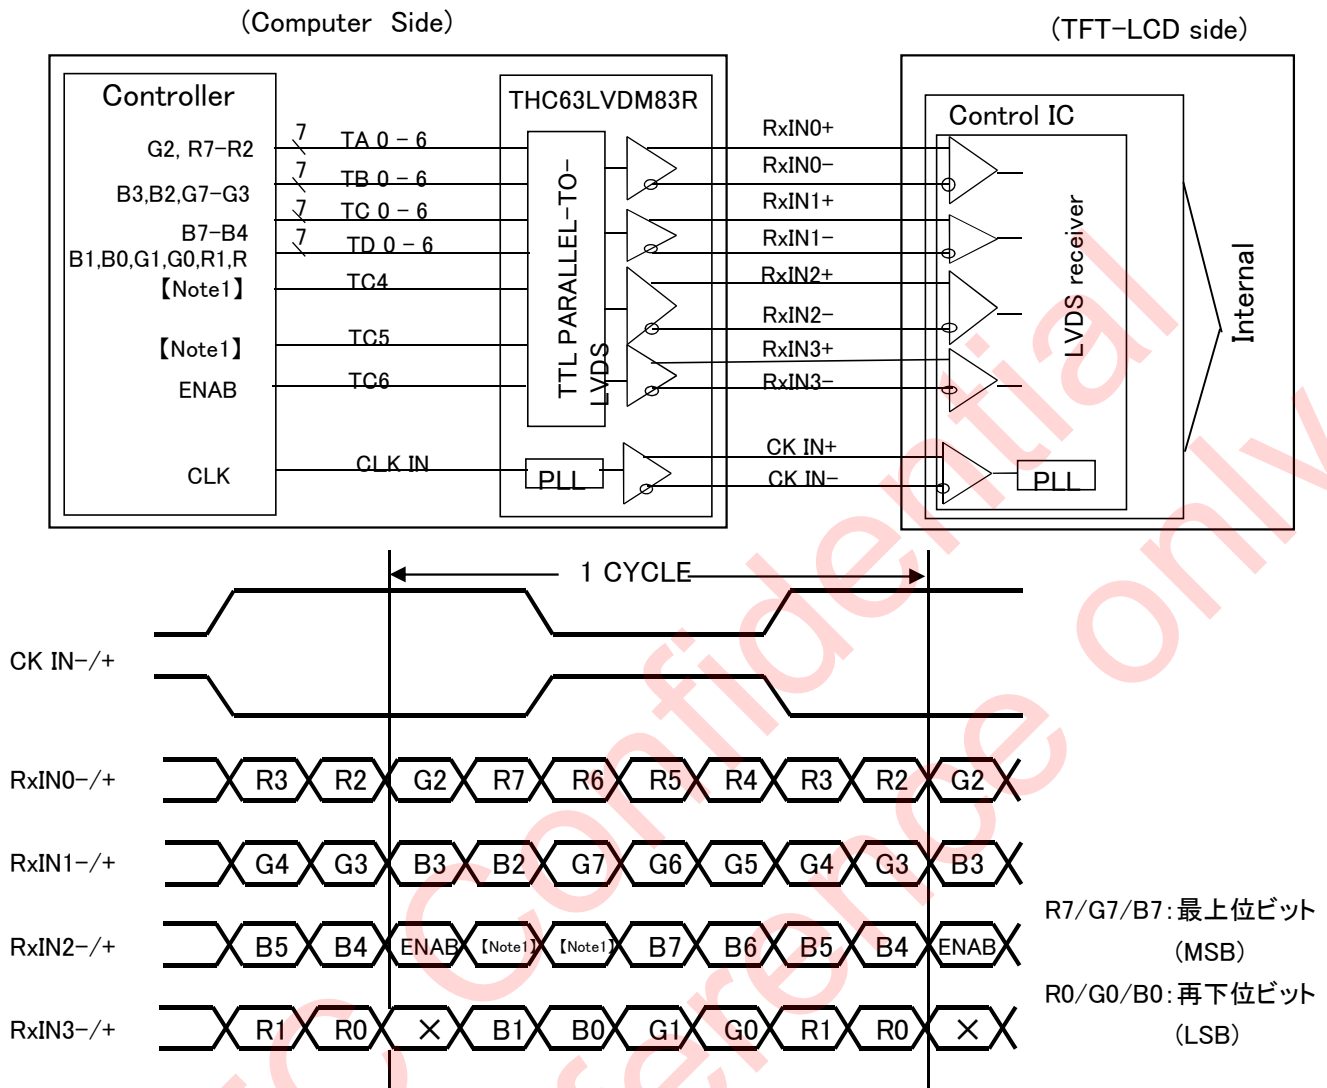 (Computer Side)
(TFT-LCD side)
Controller
THC63LVDM83R
Control IC
G2, R7-R2
7
TA 0 - 6
RxIN0+
RxIN0-
B3,B2,G7-G3
7
TB 0 - 6
RxIN1+
B7-B4
7
TC 0 - 6
RxIN1-
B1,B0,G1,G0,R1,R
7
TD 0 - 6
RxIN2+
【Note1】
TC4
RxIN2-
【Note1】
TC5
RxIN3+
ENAB
TC6
RxIN3-
TTL PARALLEL-TO-
LVDS
LVDS receiver
Internal
CLK
CLK IN
PLL
CK IN+
CK IN-
PLL
1 CYCLE
CK IN-/+
RxIN0-/+ R3 R2 G2 R7 R6 R5 R4 R3 R2 G2
RxIN1-/+ G4 G3 B3 B2 G7 G6 G5 G4 G3 B3
RxIN2-/+ B5 B4 ENAB 【Note1】 【Note1】 B7 B6 B5 B4 ENAB
RxIN3-/+ R1 R0 × B1 B0 G1 G0 R1 R0 ×
R7/G7/B7:最上位ビット
(MSB)
R0/G0/B0:再下位ビット
(LSB)
Confidential
reference only